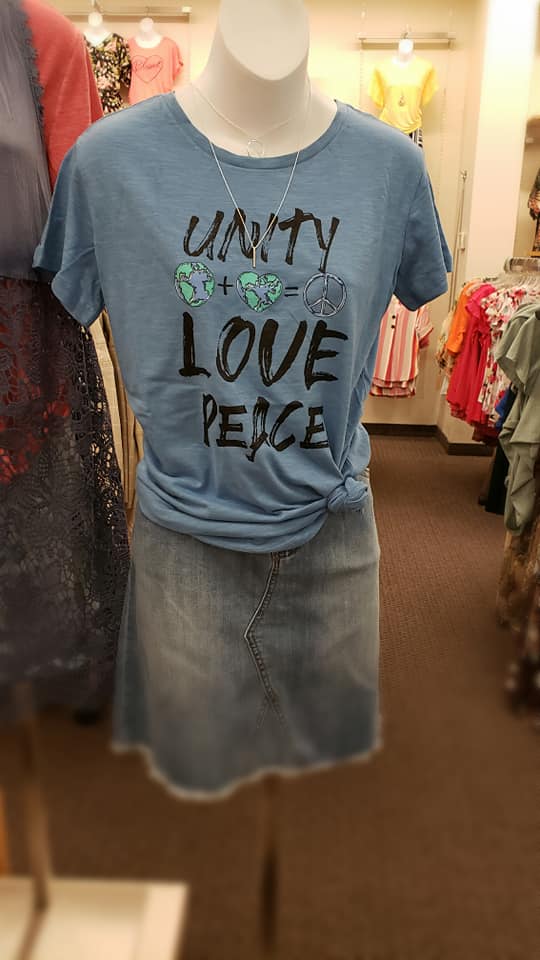 UNITY
+ =
LOVE
PEACE